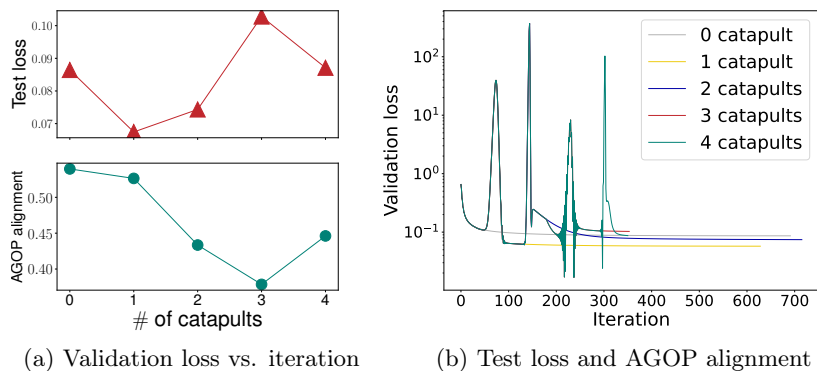 (a)
Test loss
0.10
0.09
0.08
0.07
AGOP alignment
0.50
0.45
0.40
0 1 2 3 4
# of catapults
(b)
Validation loss
10² 
10¹
10⁰
10⁻¹
0 catapult
1 catapult
2 catapults
3 catapults
4 catapults
0 100 200 300 400 500 600 700
Iteration
(a) Validation loss vs. iteration
(b) Test loss and AGOP alignment